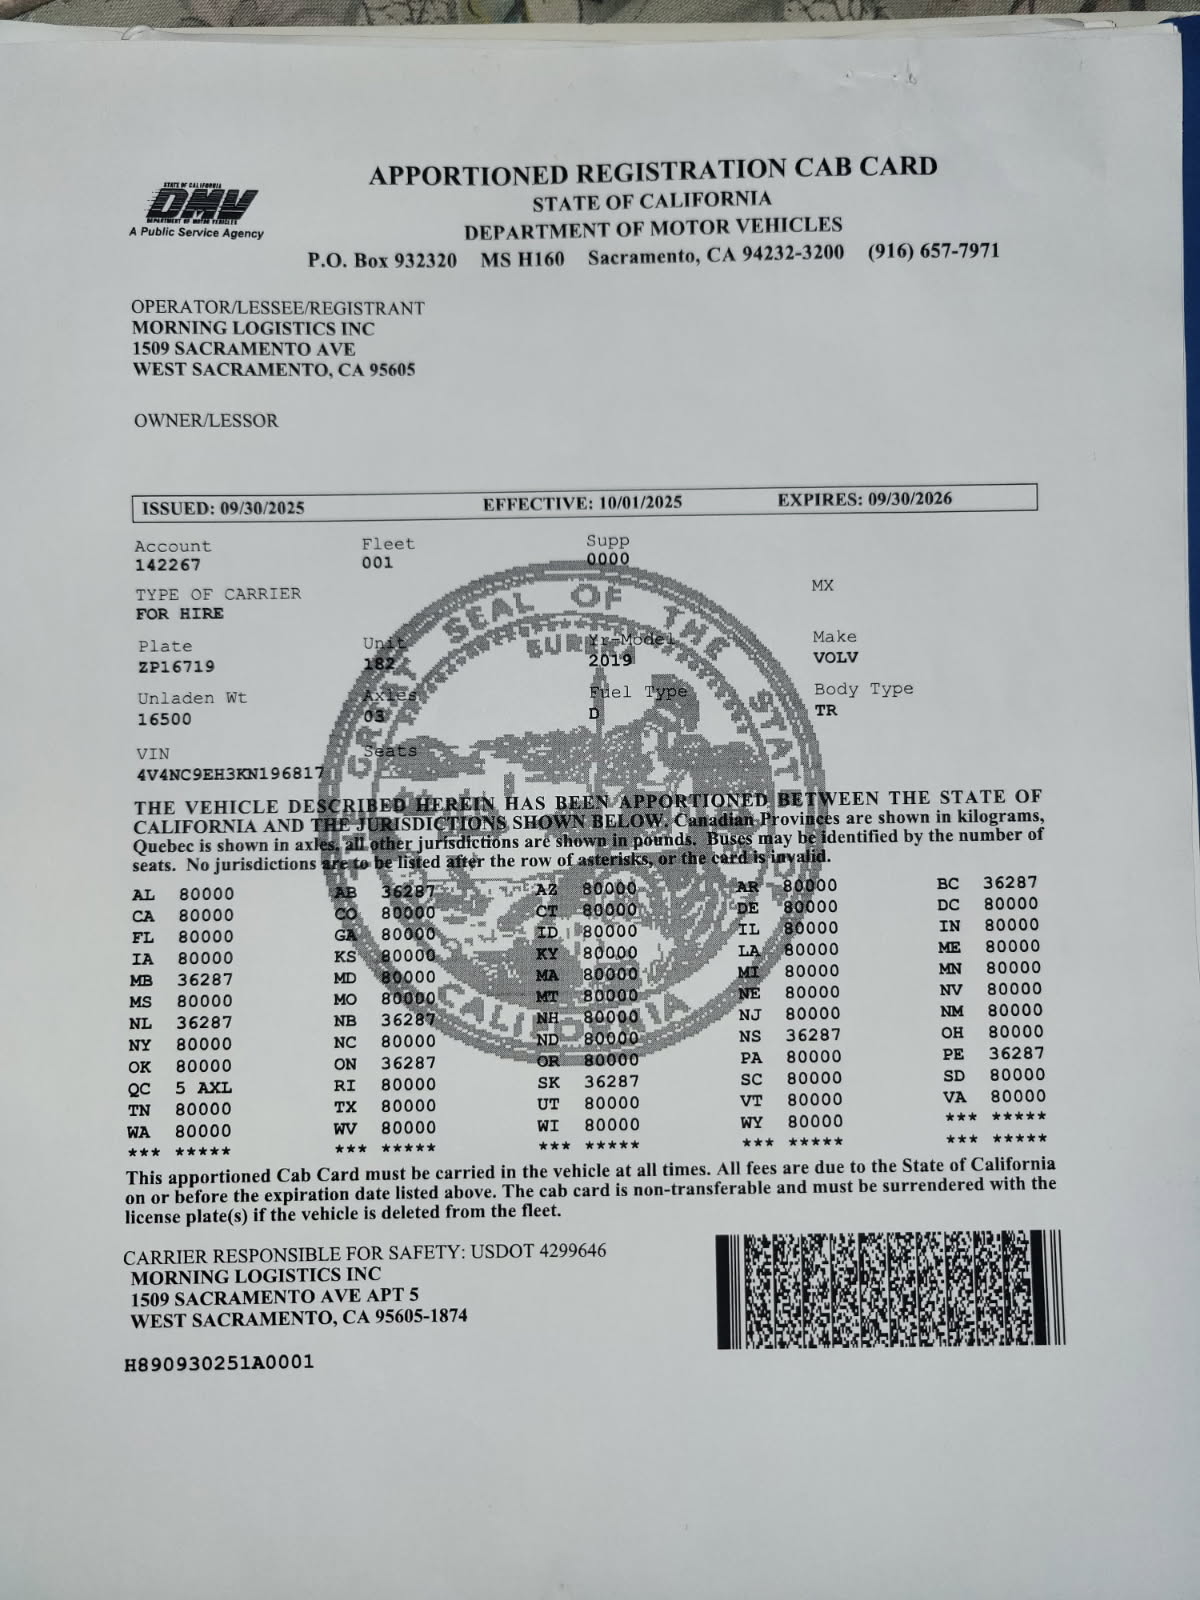 STATE OF CALIFORNIA
DMV
DEPARTMENT OF MOTOR VEHICLES
A Public Service Agency
APPORTIONED REGISTRATION CAB CARD
STATE OF CALIFORNIA
DEPARTMENT OF MOTOR VEHICLES
P.O. Box 932320 MS H160 Sacramento, CA 94232-3200 (916) 657-7971
OPERATOR/LESSEE/REGISTRANT
MORNING LOGISTICS INC
1509 SACRAMENTO AVE
WEST SACRAMENTO, CA 95605
OWNER/LESSOR
ISSUED: 09/30/2025 EFFECTIVE: 10/01/2025 EXPIRES: 09/30/2026
Account Fleet Supp
142267 001 0000
TYPE OF CARRIER MX
FOR HIRE
Plate Unit Yr-Model Make
ZP16719 182 2019 VOLV
Unladen Wt Axles Fuel Type Body Type
16500 03 D TR
VIN Seats
4V4NC9EH3KN196817
GREAT SEAL OF THE STATE OF CALIFORNIA
EUREKA
THE VEHICLE DESCRIBED HEREIN HAS BEEN APPORTIONED BETWEEN THE STATE OF
CALIFORNIA AND THE JURISDICTIONS SHOWN BELOW. Canadian Provinces are shown in kilograms,
Quebec is shown in axles, all other jurisdictions are shown in pounds. Buses may be identified by the number of
seats. No jurisdictions are to be listed after the row of asterisks, or the card is invalid.
AL 80000 AB 36287 AZ 80000 AR 80000 BC 36287
CA 80000 CO 80000 CT 80000 DE 80000 DC 80000
FL 80000 GA 80000 ID 80000 IL 80000 IN 80000
IA 80000 KS 80000 KY 80000 LA 80000 ME 80000
MB 36287 MD 80000 MA 80000 MI 80000 MN 80000
MS 80000 MO 80000 MT 80000 NE 80000 NV 80000
NL 36287 NB 36287 NH 80000 NJ 80000 NM 80000
NY 80000 NC 80000 ND 80000 NS 36287 OH 80000
OK 80000 ON 36287 OR 80000 PA 80000 PE 36287
QC 5 AXL RI 80000 SK 36287 SC 80000 SD 80000
TN 80000 TX 80000 UT 80000 VT 80000 VA 80000
WA 80000 WV 80000 WI 80000 WY 80000 *** *****
*** ***** *** ***** *** ***** *** ***** *** *****
This apportioned Cab Card must be carried in the vehicle at all times. All fees are due to the State of California
on or before the expiration date listed above. The cab card is non-transferable and must be surrendered with the
license plate(s) if the vehicle is deleted from the fleet.
CARRIER RESPONSIBLE FOR SAFETY: USDOT 4299646
MORNING LOGISTICS INC
1509 SACRAMENTO AVE APT 5
WEST SACRAMENTO, CA 95605-1874
H890930251A0001